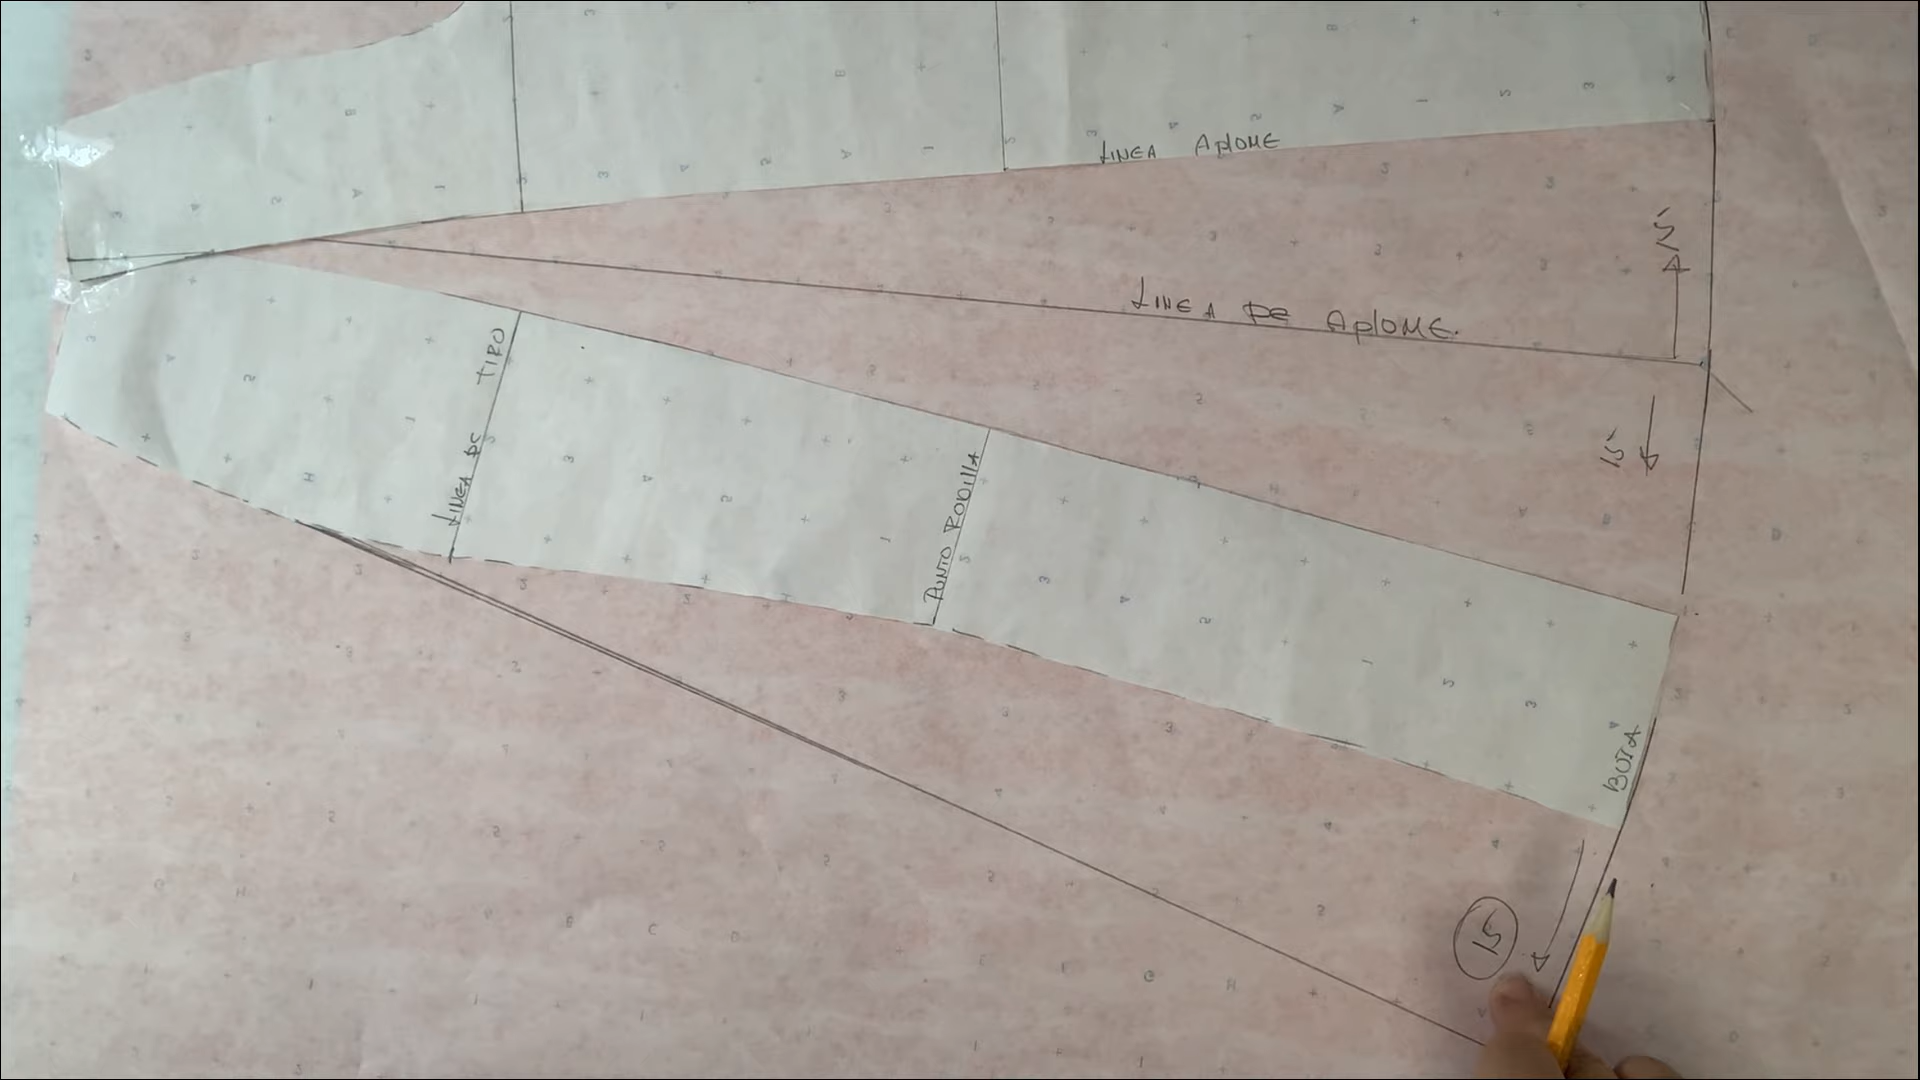 LINEA APLOME
15
LINEA DE APLOME.
15
LINEA DE TIRO
PUNTO RODILLA
BOTA
15